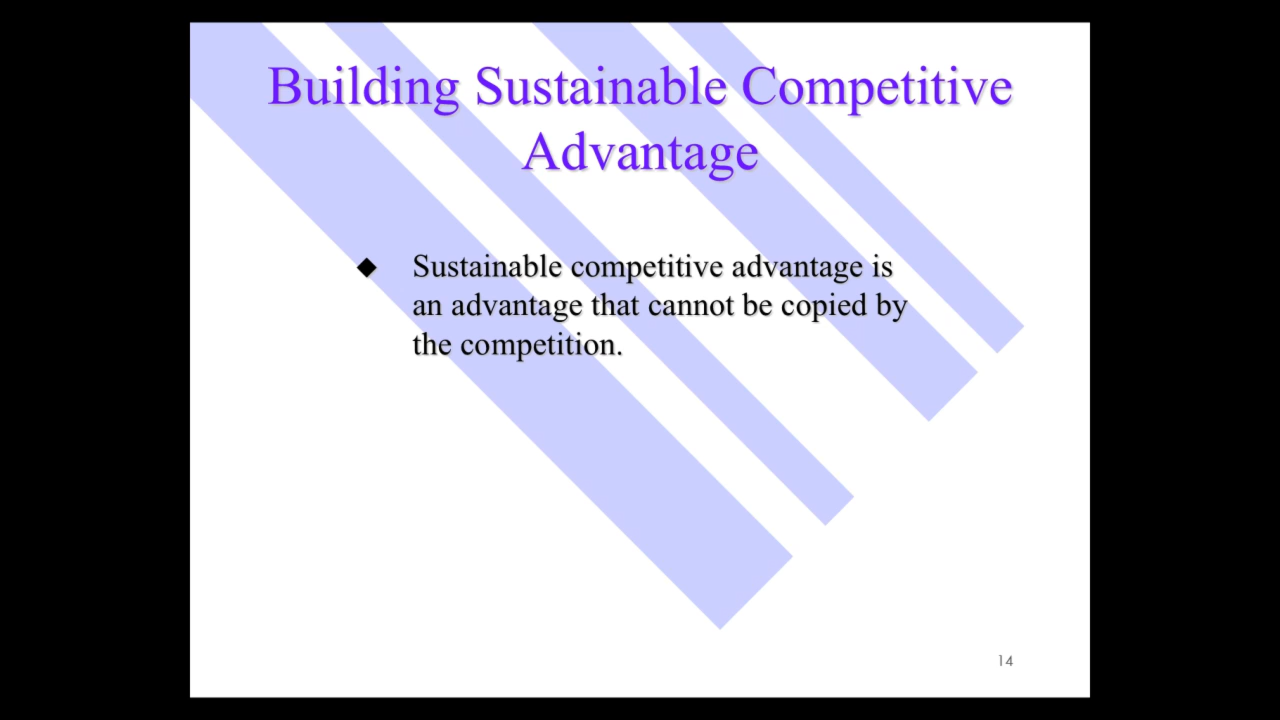 Building Sustainable Competitive
Advantage
◆ Sustainable competitive advantage is
an advantage that cannot be copied by
the competition.
14